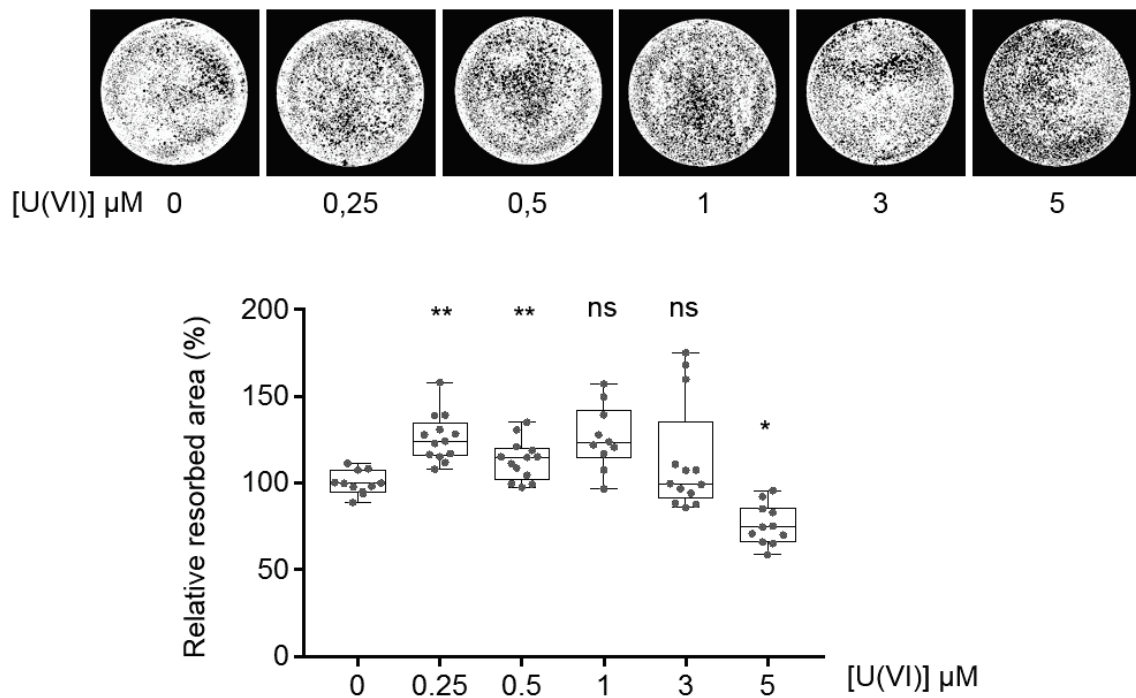 [U(VI)] µM 0 0,25 0,5 1 3 5
Relative resorbed area (%)
200
150
100
50
0
** ** ns ns *
0 0.25 0.5 1 3 5 [U(VI)] µM